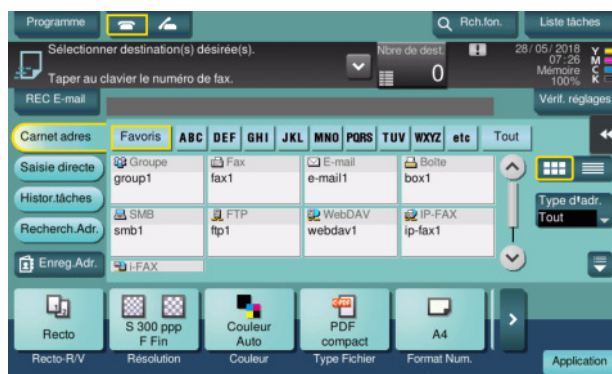 Programme
Rch.fon.
Liste tâches
Sélectionner destination(s) désirée(s).
Taper au clavier le numéro de fax.
Nbre de dest.
0
28/05/2018
07:26
Mémoire
100%
Y
M
C
K
REC E-mail
Vérif. réglages
Carnet adres
Favoris
ABC
DEF
GHI
JKL
MNO
PQRS
TUV
WXYZ
etc
Tout
Saisie directe
Histor.tâches
Recherch.Adr.
Enreg.Adr.
Groupe
group1
Fax
fax1
E-mail
e-mail1
Boîte
box1
SMB
smb1
FTP
ftp1
WebDAV
webdav1
IP-FAX
ip-fax1
i-FAX
Type d'adr.
Tout
Recto
Recto-R/V
S 300 ppp
F Fin
Résolution
Couleur
Auto
Couleur
PDF
compact
Type Fichier
A4
Format Num.
Application